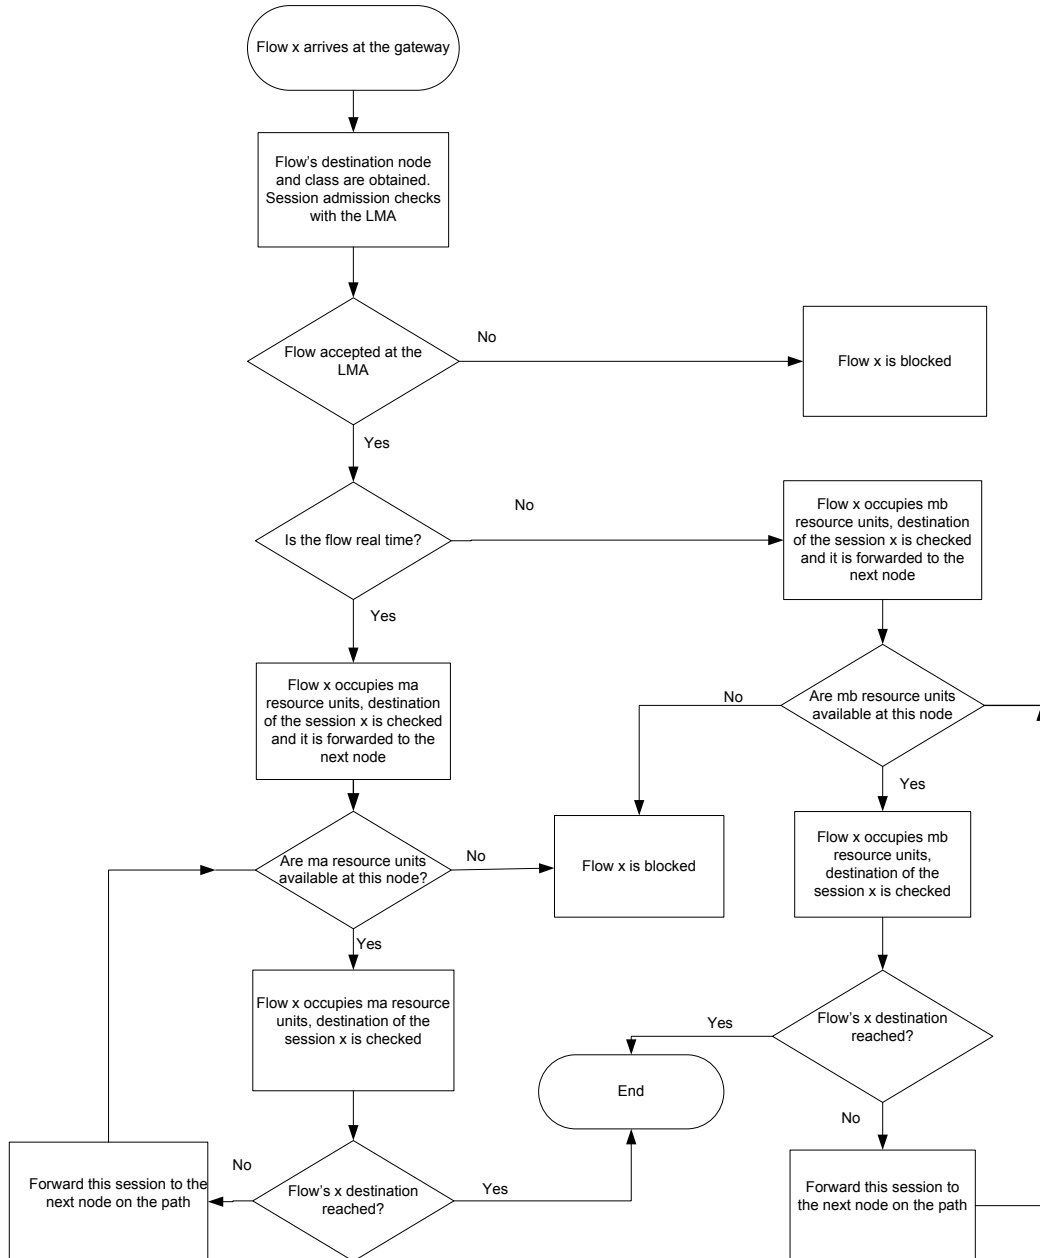 Flow x arrives at the gateway
Flow's destination node
and class are obtained.
Session admission checks
with the LMA
No
Flow accepted at the
LMA
Flow x is blocked
Yes
No
Flow x occupies mb
resource units, destination
of the session x is checked
and it is forwarded to the
next node
Is the flow real time?
Yes
Flow x occupies ma
resource units, destination
of the session x is checked
and it is forwarded to the
next node
No
Are mb resource units
available at this node
Yes
Are ma resource units
available at this node?
No
Flow x is blocked
Flow x occupies mb
resource units,
destination of the
session x is checked
Yes
Flow x occupies ma resource
units, destination of the
session x is checked
Yes
Flow's x destination
reached?
End
No
No
Forward this session to the
next node on the path
Flow's x destination
reached?
Yes
Forward this session to
the next node on the path